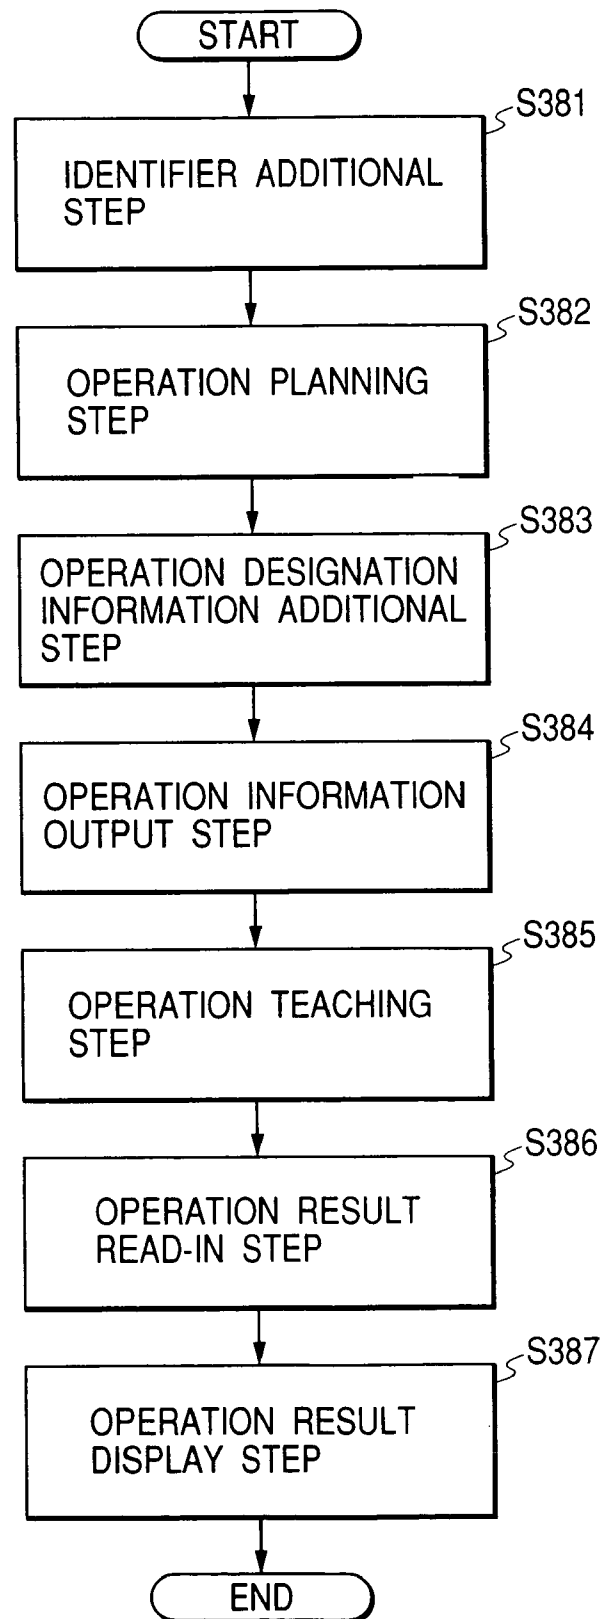 START
S381
IDENTIFIER ADDITIONAL
STEP
S382
OPERATION PLANNING
STEP
S383
OPERATION DESIGNATION
INFORMATION ADDITIONAL
STEP
S384
OPERATION INFORMATION
OUTPUT STEP
S385
OPERATION TEACHING
STEP
S386
OPERATION RESULT
READ-IN STEP
S387
OPERATION RESULT
DISPLAY STEP
END